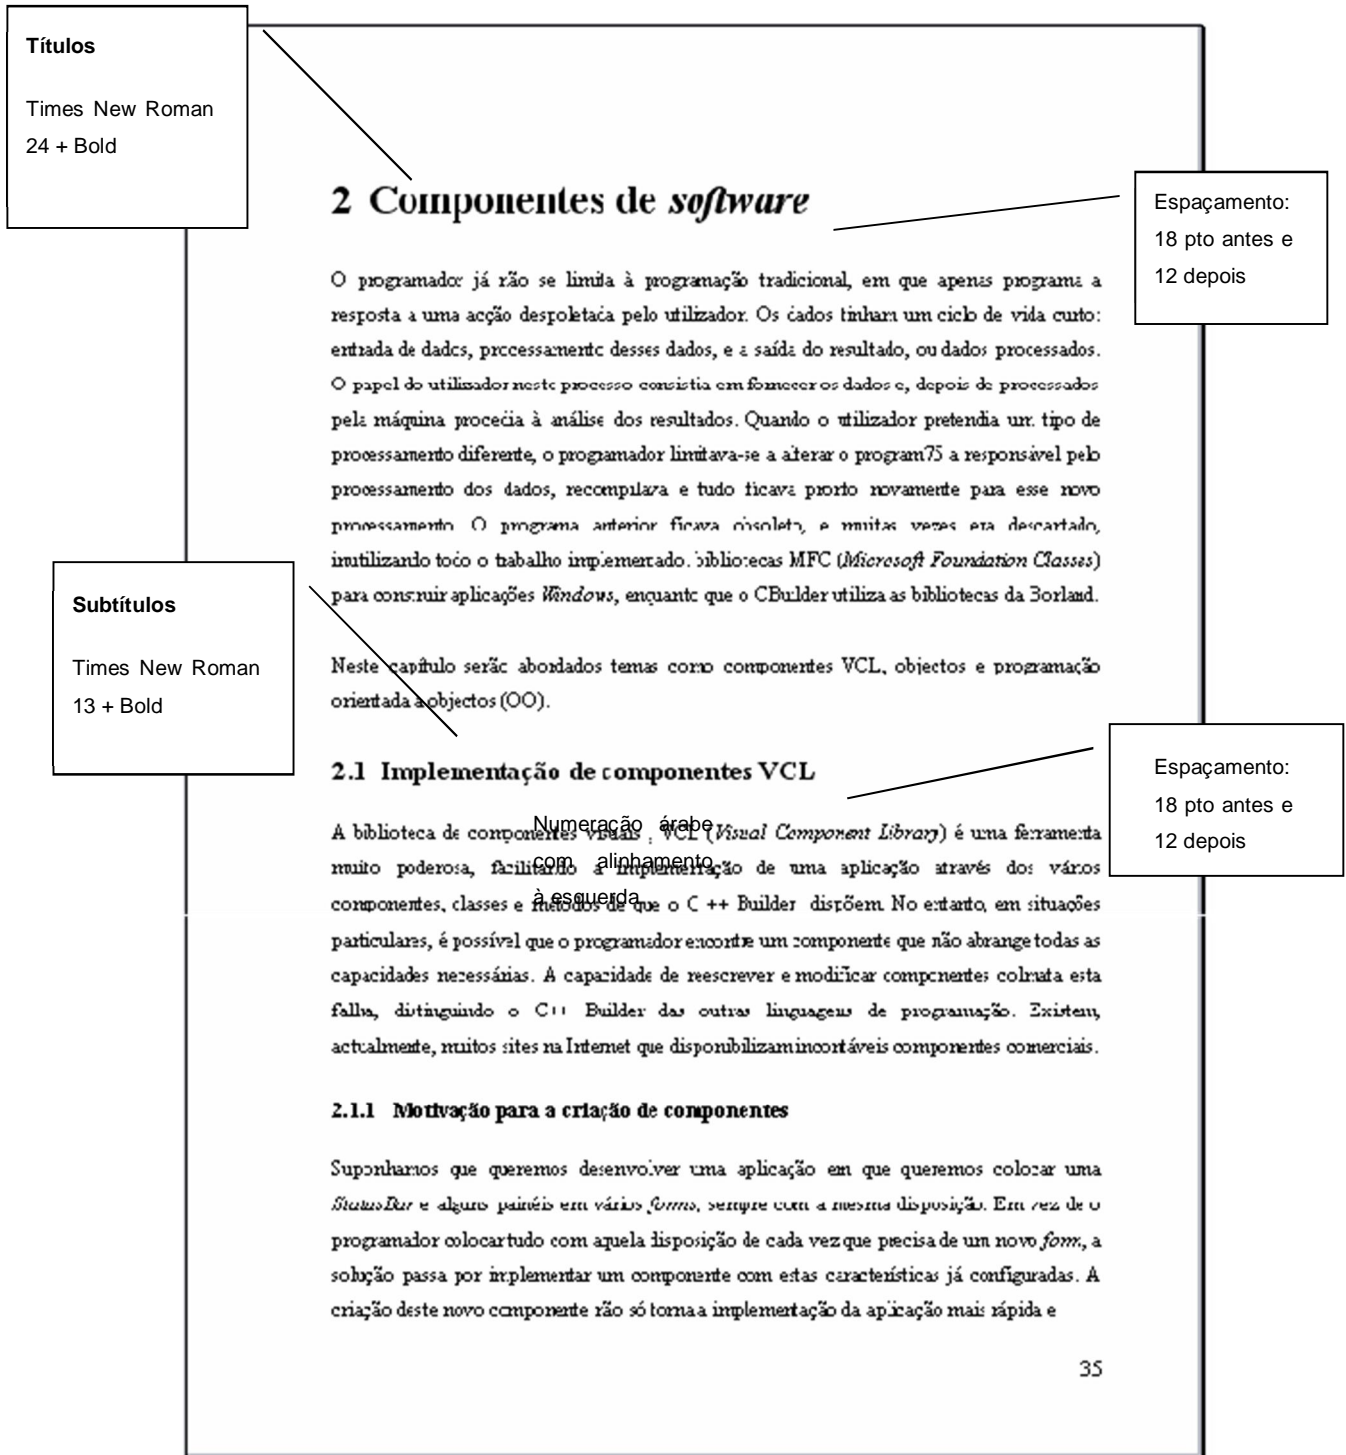 Títulos
Times New Roman
24 + Bold
2 Componentes de software
Espaçamento:
18 pto antes e
12 depois
O programador já não se limita à programação tradicional, em que apenas programa a
resposta a uma acção despoletada pelo utilizador. Os dados tinham um ciclo de vida curto:
entrada de dados, processamento desses dados, e a saída do resultado, ou dados processados.
O papel do utilizador neste processo consistia em fornecer os dados e, depois de processados
pela máquina procedia à análise dos resultados. Quando o utilizador pretendia um tipo de
processamento diferente, o programador limitava-se a alterar o program75 a responsável pelo
processamento dos dados, recompilava e tudo ficava pronto novamente para esse novo
processamento. O programa anterior ficava obsoleto, e muitas vezes era descartado,
inutilizando todo o trabalho implementado. bibliotecas MFC (Microsoft Foundation Classes)
para construir aplicações Windows, enquanto que o CBuilder utiliza as bibliotecas da Borland.
Subtítulos
Times New Roman
13 + Bold
Neste capítulo serão abordados temas como componentes VCL, objectos e programação
orientada a objectos (OO).
2.1 Implementação de componentes VCL
Espaçamento:
18 pto antes e
12 depois
Numeração árabe
com alinhamento
à esquerda
A biblioteca de componentes visuais , VCL (Visual Component Library) é uma ferramenta
muito poderosa, facilitando a implementação de uma aplicação através dos vários
componentes, classes e métodos de que o C ++ Builder dispõem. No entanto, em situações
particulares, é possível que o programador encontre um componente que não abrange todas as
capacidades necessárias. A capacidade de reescrever e modificar componentes colmata esta
falha, distinguindo o C++ Builder das outras linguagens de programação. Existem,
actualmente, muitos sites na Internet que disponibilizam incontáveis componentes comerciais.
2.1.1 Motivação para a criação de componentes
Suponhamos que queremos desenvolver uma aplicação em que queremos colocar uma
StatusBar e alguns painéis em vários forms, sempre com a mesma disposição. Em vez de o
programador colocar tudo com aquela disposição de cada vez que precisa de um novo form, a
solução passa por implementar um componente com estas características já configuradas. A
criação deste novo componente não só torna a implementação da aplicação mais rápida e
35